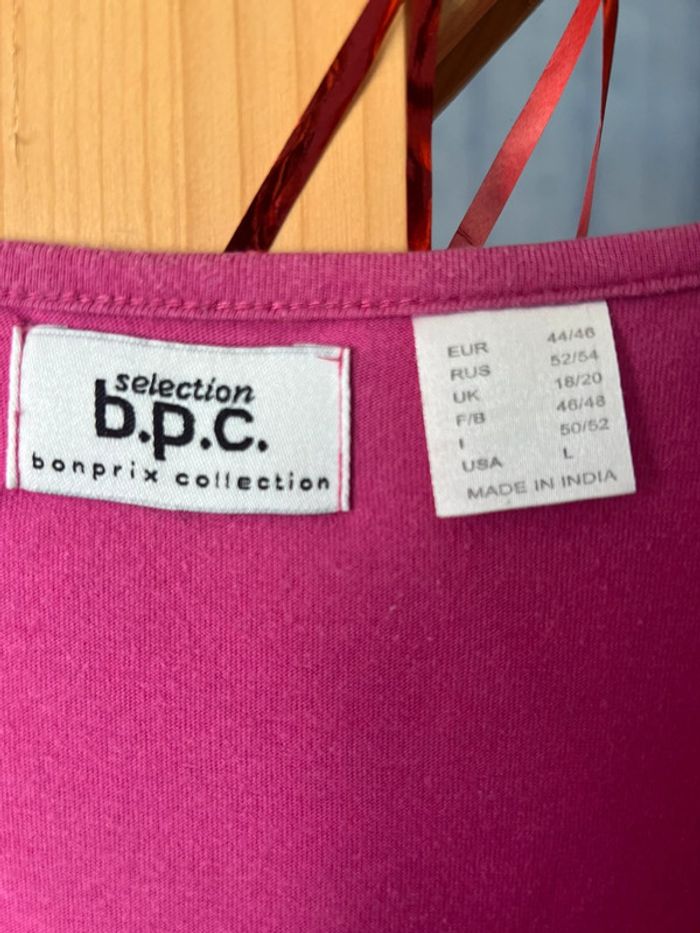 selection
b.p.c.
bonprix collection
EUR 44/46
RUS 52/54
UK 18/20
F/B 46/48
I 50/52
USA L
MADE IN INDIA